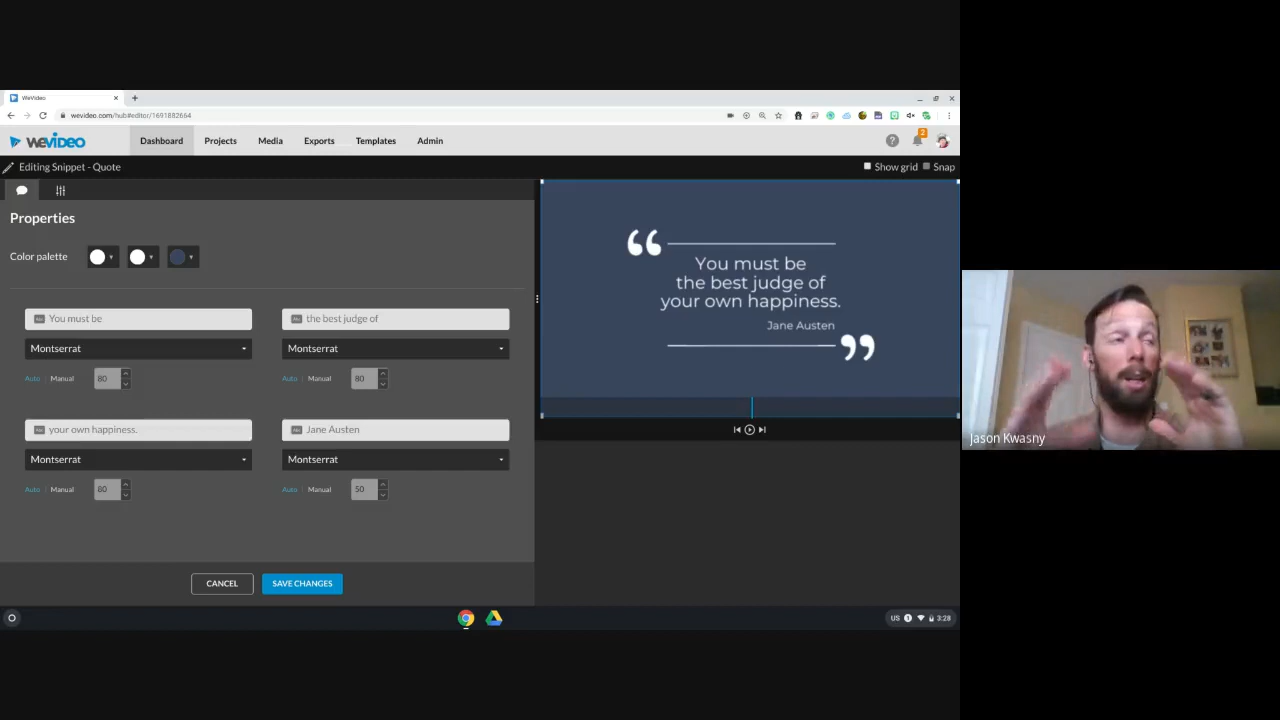 WeVideo
wevideo.com/hub#editor/1691882664
WEVIDEO
Dashboard
Projects
Media
Exports
Templates
Admin
2
Editing Snippet - Quote
Show grid
Snap
Properties
Color palette
You must be
the best judge of
Montserrat
Montserrat
Auto
Manual
80
Auto
Manual
80
your own happiness.
Jane Austen
Montserrat
Montserrat
Auto
Manual
80
Auto
Manual
50
CANCEL
SAVE CHANGES
“
You must be
the best judge of
your own happiness.
Jane Austen
”
Jason Kwasny
US
1
3:28